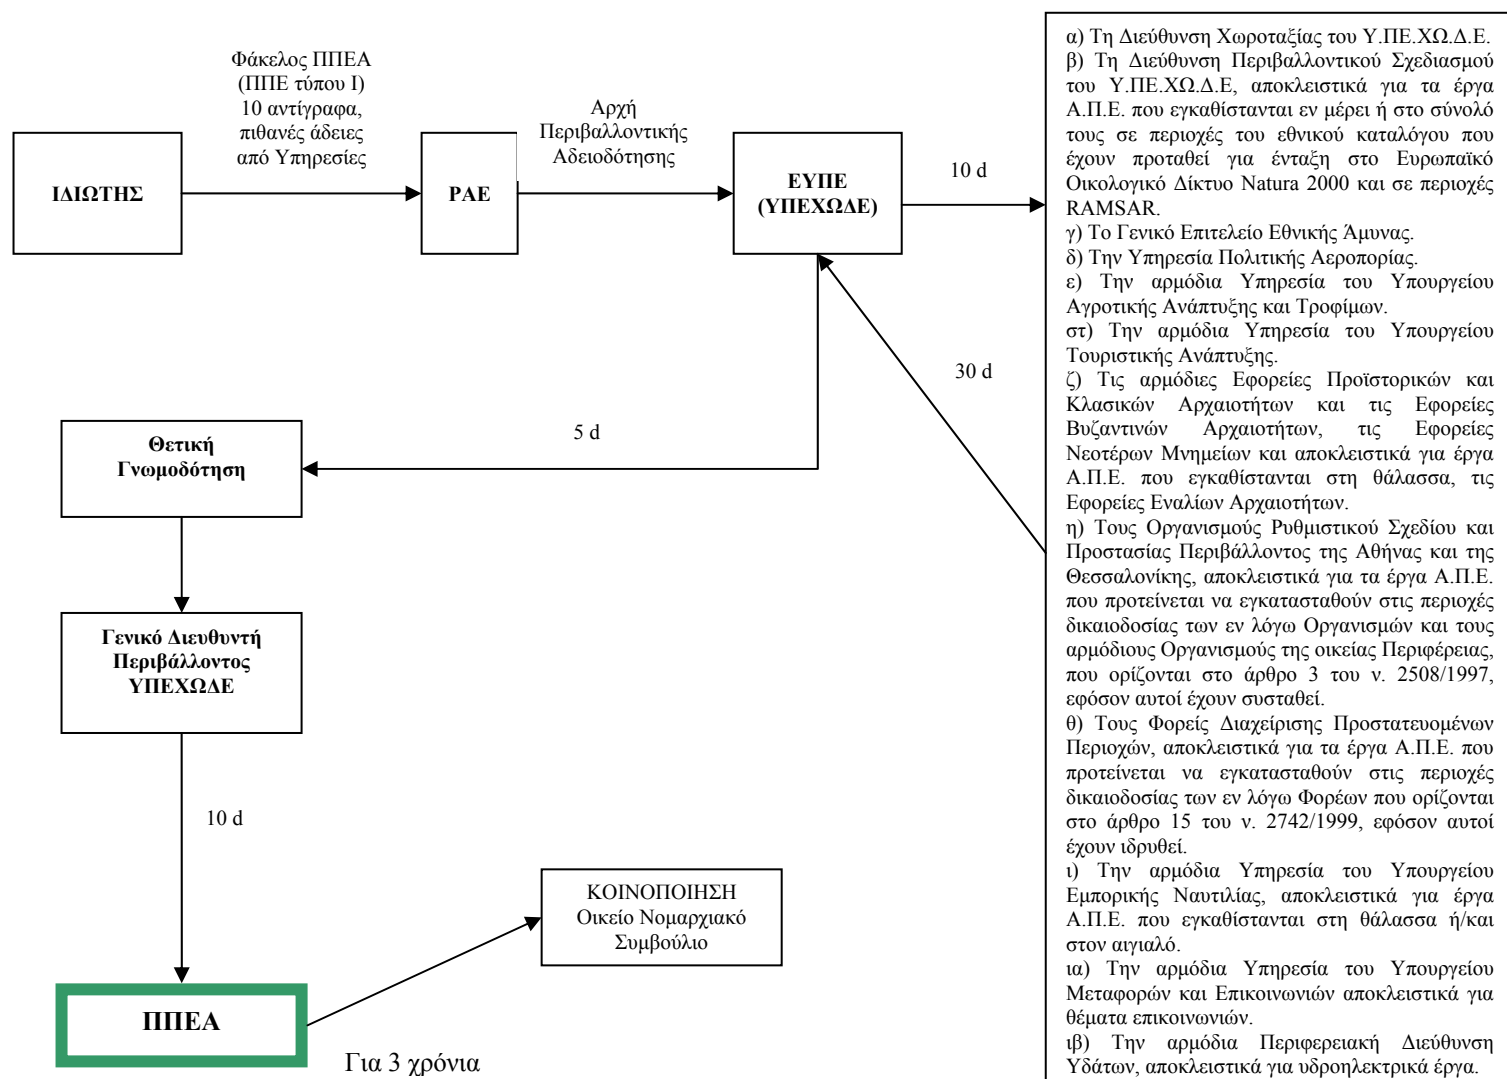 Φάκελος ΠΠΕΑ
(ΠΠΕ τύπου Ι)
10 αντίγραφα,
πιθανές άδειες
από Υπηρεσίες
Αρχή
Περιβαλλοντικής
Αδειοδότησης
ΙΔΙΩΤΗΣ
ΡΑΕ
ΕΥΠΕ
(ΥΠΕΧΩΔΕ)
10 d
30 d
5 d
Θετική
Γνωμοδότηση
Γενικό Διευθυντή
Περιβάλλοντος
ΥΠΕΧΩΔΕ
10 d
ΚΟΙΝΟΠΟΙΗΣΗ
Οικείο Νομαρχιακό
Συμβούλιο
ΠΠΕΑ
Για 3 χρόνια
α) Τη Διεύθυνση Χωροταξίας του Υ.ΠΕ.ΧΩ.Δ.Ε.
β) Τη Διεύθυνση Περιβαλλοντικού Σχεδιασμού
του Υ.ΠΕ.ΧΩ.Δ.Ε, αποκλειστικά για τα έργα
Α.Π.Ε. που εγκαθίστανται εν μέρει ή στο σύνολό
τους σε περιοχές του εθνικού καταλόγου που
έχουν προταθεί για ένταξη στο Ευρωπαϊκό
Οικολογικό Δίκτυο Natura 2000 και σε περιοχές
RAMSAR.
γ) Το Γενικό Επιτελείο Εθνικής Άμυνας.
δ) Την Υπηρεσία Πολιτικής Αεροπορίας.
ε) Την αρμόδια Υπηρεσία του Υπουργείου
Αγροτικής Ανάπτυξης και Τροφίμων.
στ) Την αρμόδια Υπηρεσία του Υπουργείου
Τουριστικής Ανάπτυξης.
ζ) Τις αρμόδιες Εφορείες Προϊστορικών και
Κλασικών Αρχαιοτήτων και τις Εφορείες
Βυζαντινών Αρχαιοτήτων, τις Εφορείες
Νεοτέρων Μνημείων και αποκλειστικά για έργα
Α.Π.Ε. που εγκαθίστανται στη θάλασσα, τις
Εφορείες Εναλίων Αρχαιοτήτων.
η) Τους Οργανισμούς Ρυθμιστικού Σχεδίου και
Προστασίας Περιβάλλοντος της Αθήνας και της
Θεσσαλονίκης, αποκλειστικά για τα έργα Α.Π.Ε.
που προτείνεται να εγκατασταθούν στις περιοχές
δικαιοδοσίας των εν λόγω Οργανισμών και τους
αρμόδιους Οργανισμούς της οικείας Περιφέρειας,
που ορίζονται στο άρθρο 3 του ν. 2508/1997,
εφόσον αυτοί έχουν συσταθεί.
θ) Τους Φορείς Διαχείρισης Προστατευομένων
Περιοχών, αποκλειστικά για τα έργα Α.Π.Ε. που
προτείνεται να εγκατασταθούν στις περιοχές
δικαιοδοσίας των εν λόγω Φορέων που ορίζονται
στο άρθρο 15 του ν. 2742/1999, εφόσον αυτοί
έχουν ιδρυθεί.
ι) Την αρμόδια Υπηρεσία του Υπουργείου
Εμπορικής Ναυτιλίας, αποκλειστικά για έργα
Α.Π.Ε. που εγκαθίστανται στη θάλασσα ή/και
στον αιγιαλό.
ια) Την αρμόδια Υπηρεσία του Υπουργείου
Μεταφορών και Επικοινωνιών αποκλειστικά για
θέματα επικοινωνιών.
ιβ) Την αρμόδια Περιφερειακή Διεύθυνση
Υδάτων, αποκλειστικά για υδροηλεκτρικά έργα.